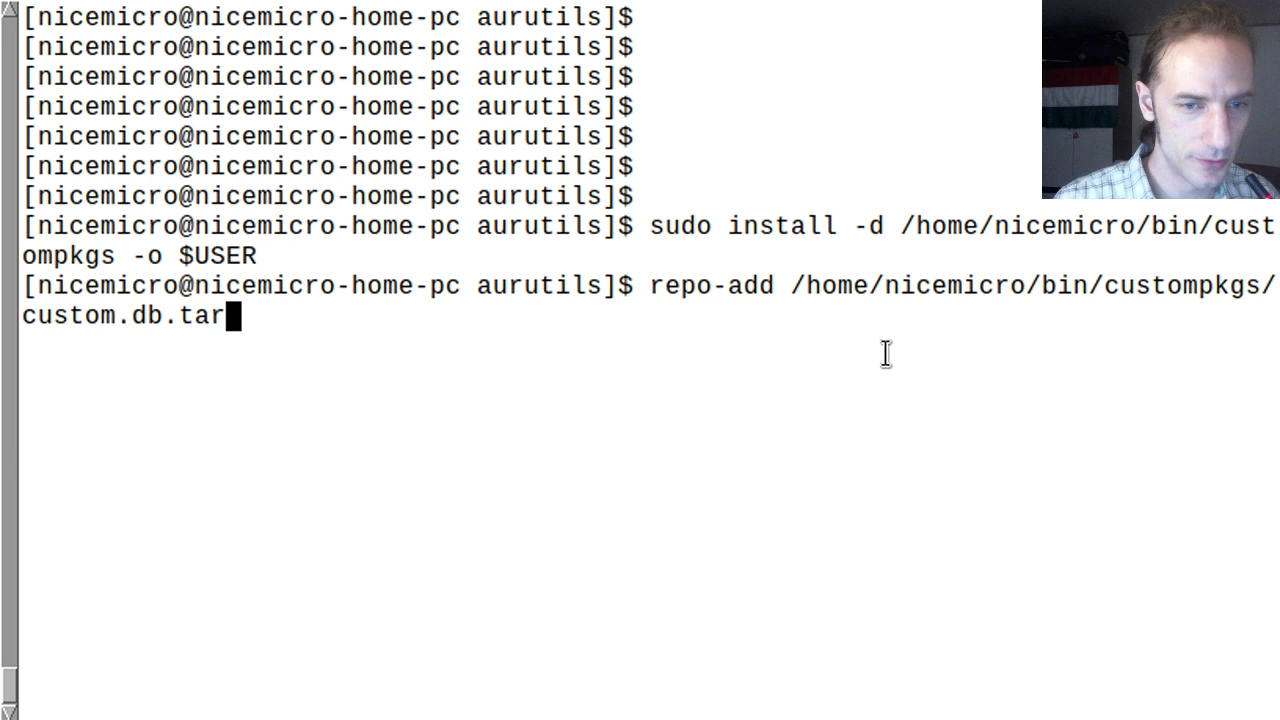 [nicemicro@nicemicro-home-pc aurutils]$
[nicemicro@nicemicro-home-pc aurutils]$
[nicemicro@nicemicro-home-pc aurutils]$
[nicemicro@nicemicro-home-pc aurutils]$
[nicemicro@nicemicro-home-pc aurutils]$
[nicemicro@nicemicro-home-pc aurutils]$
[nicemicro@nicemicro-home-pc aurutils]$
[nicemicro@nicemicro-home-pc aurutils]$ sudo install -d /home/nicemicro/bin/cust
ompkgs -o $USER
[nicemicro@nicemicro-home-pc aurutils]$ repo-add /home/nicemicro/bin/custompkgs/
custom.db.tar